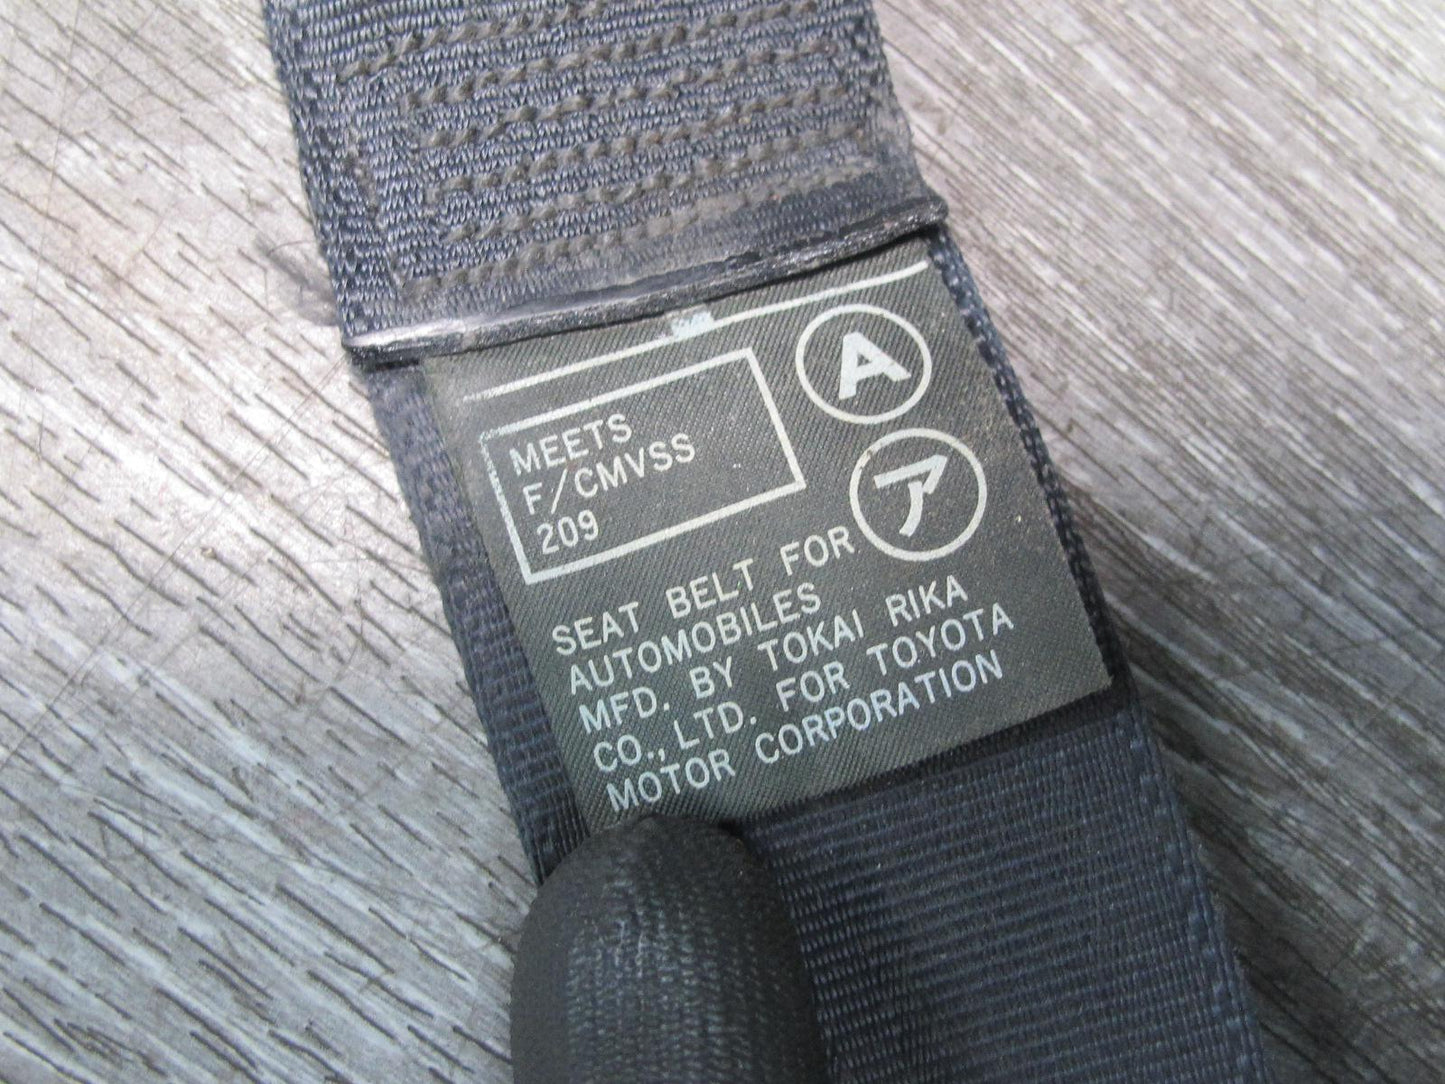 MEETS
F/CMVSS
209
A
ア
SEAT BELT FOR
AUTOMOBILES
MFD. BY TOKAI RIKA
CO., LTD. FOR TOYOTA
MOTOR CORPORATION